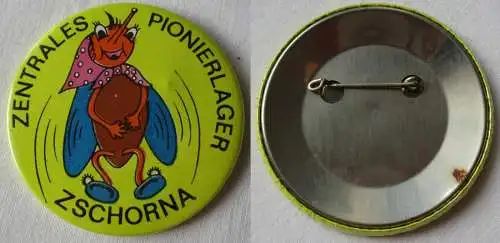 ZENTRALES PIONIERLAGER
ZSCHORNA